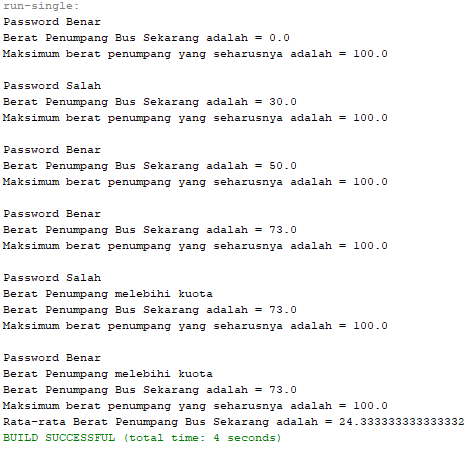 run-single:
Password Benar
Berat Penumpang Bus Sekarang adalah = 0.0
Maksimum berat penumpang yang seharusnya adalah = 100.0

Password Salah
Berat Penumpang Bus Sekarang adalah = 30.0
Maksimum berat penumpang yang seharusnya adalah = 100.0

Password Benar
Berat Penumpang Bus Sekarang adalah = 50.0
Maksimum berat penumpang yang seharusnya adalah = 100.0

Password Benar
Berat Penumpang Bus Sekarang adalah = 73.0
Maksimum berat penumpang yang seharusnya adalah = 100.0

Password Salah
Berat Penumpang melebihi kuota
Berat Penumpang Bus Sekarang adalah = 73.0
Maksimum berat penumpang yang seharusnya adalah = 100.0

Password Benar
Berat Penumpang melebihi kuota
Berat Penumpang Bus Sekarang adalah = 73.0
Maksimum berat penumpang yang seharusnya adalah = 100.0
Rata-rata Berat Penumpang Bus Sekarang adalah = 24.333333333333332
BUILD SUCCESSFUL (total time: 4 seconds)